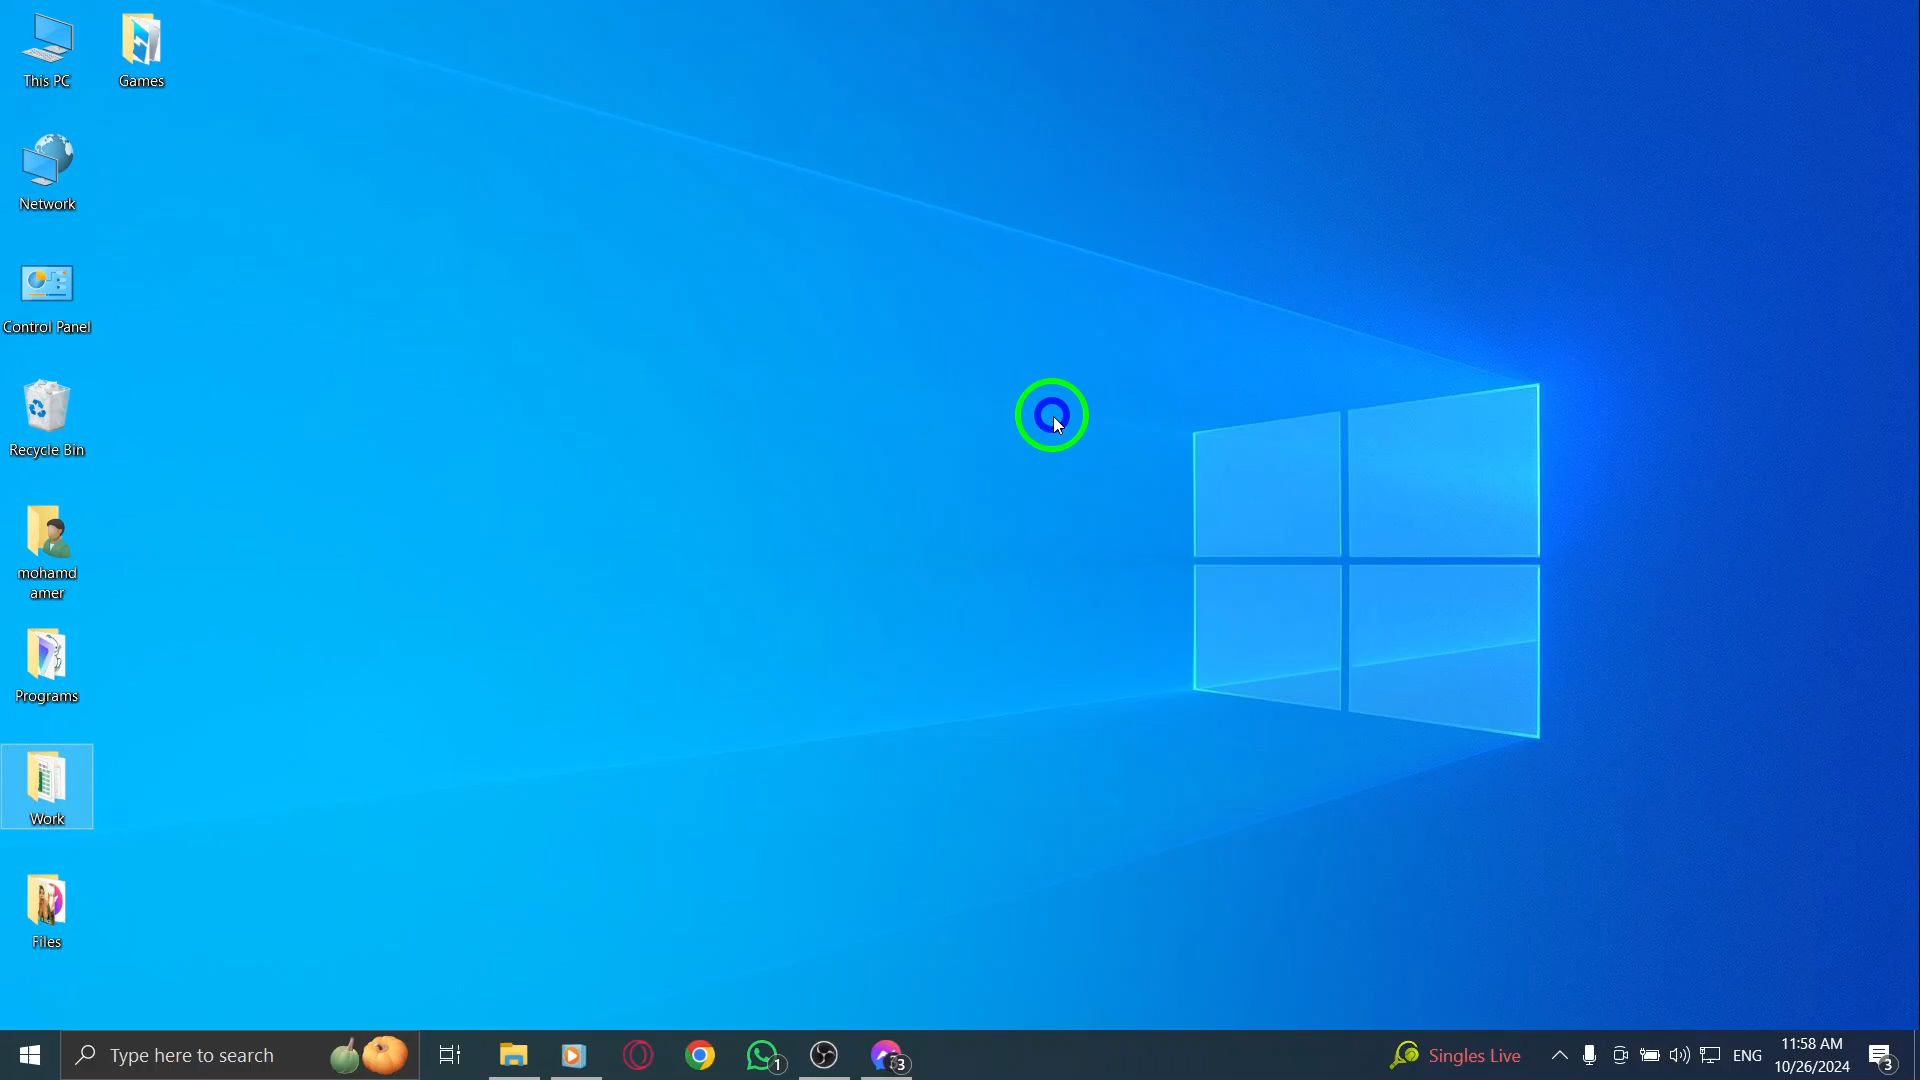 This PC
Games
Network
Control Panel
Recycle Bin
mohamd
amer
Programs
Work
Files
Type here to search
1
3
Singles Live
ENG
11:58 AM
10/26/2024
3